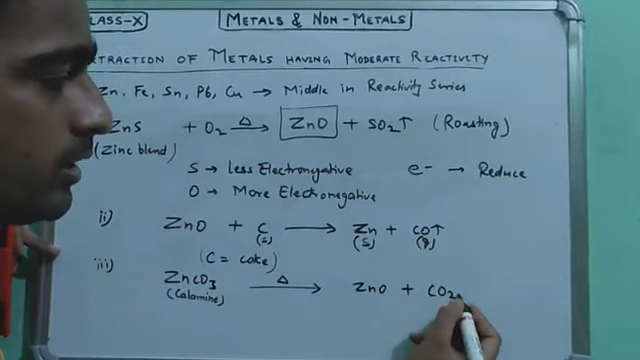 CLASS-X
METALS & NON-METALS
EXTRACTION OF METALS HAVING MODERATE REACTIVITY
Zn, Fe, Sn, Pb, Cu → Middle in Reactivity Series
ZnS + O₂ —Δ→ ZnO + SO₂↑ (Roasting)
(Zinc blend)
S → Less Electronegative e⁻ → Reduce
O → More Electronegative
ii) ZnO + C → Zn + CO↑
(s) (s) (g)
(C = coke)
iii) ZnCO₃ —Δ→ ZnO + CO₂
(Calamine)